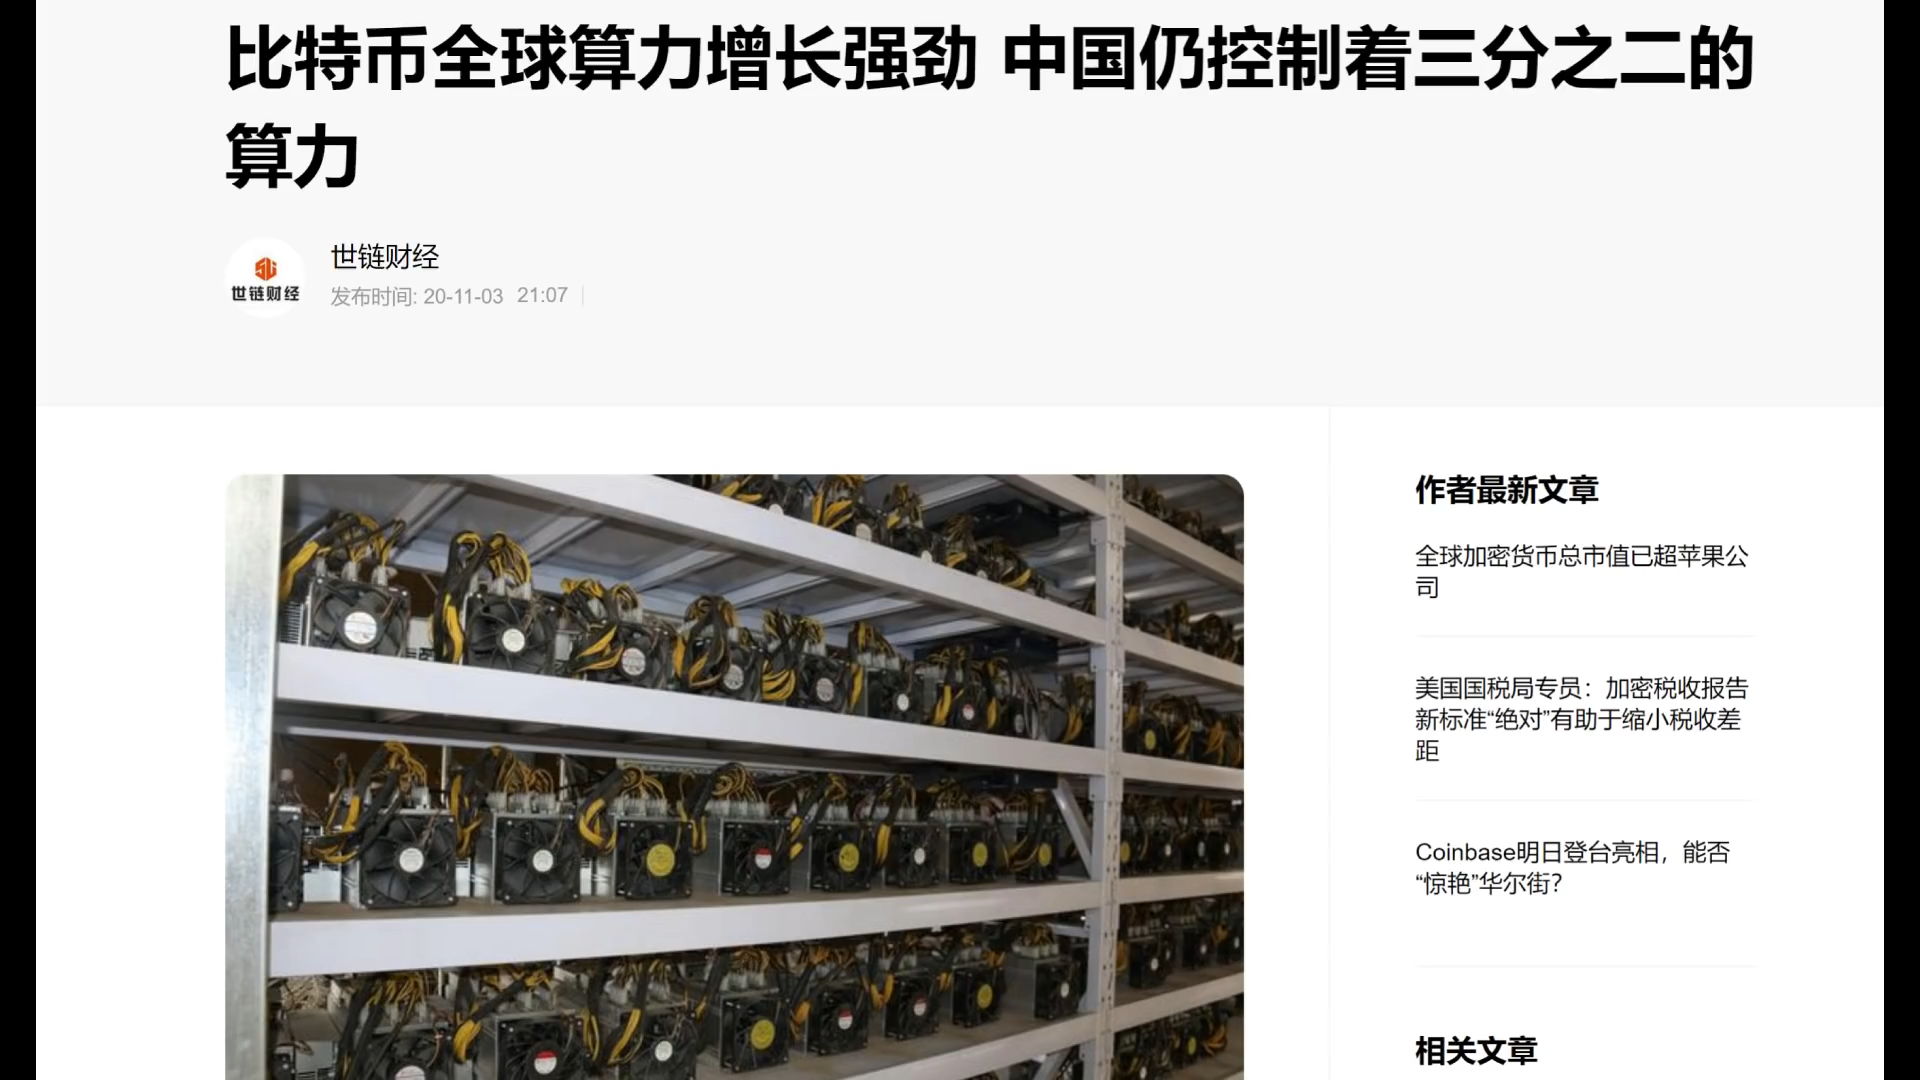 比特币全球算力增长强劲 中国仍控制着三分之二的
算力
世链财经
世链财经
发布时间: 20-11-03 21:07
作者最新文章
全球加密货币总市值已超苹果公
司
美国国税局专员：加密税收报告
新标准“绝对”有助于缩小税收差
距
Coinbase明日登台亮相，能否
“惊艳”华尔街？
相关文章